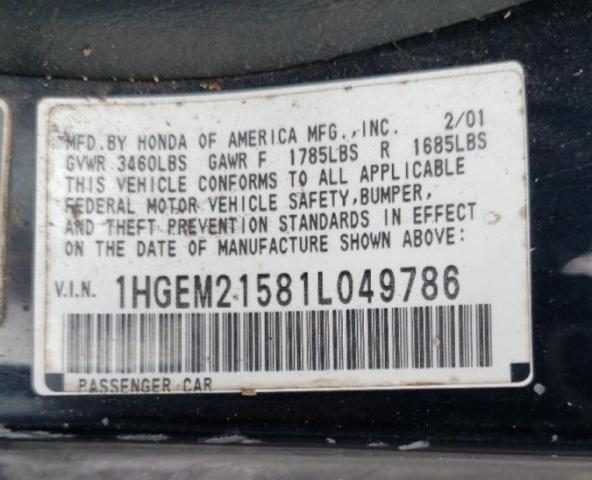 MFD.BY HONDA OF AMERICA MFG.,INC. 2/01
GVWR 3460LBS GAWR F 1785LBS R 1685LBS
THIS VEHICLE CONFORMS TO ALL APPLICABLE
FEDERAL MOTOR VEHICLE SAFETY,BUMPER,
AND THEFT PREVENTION STANDARDS IN EFFECT
ON THE DATE OF MANUFACTURE SHOWN ABOVE:
V.I.N. 1HGEM21581L049786
PASSENGER CAR